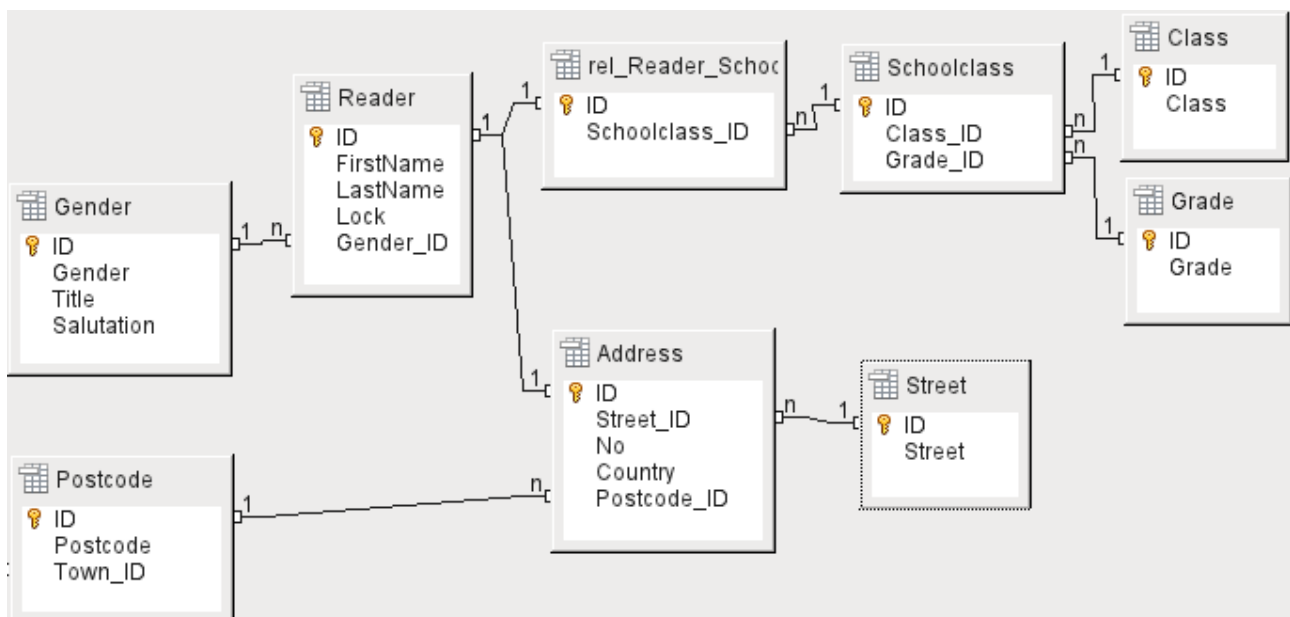 Gender
ID
Gender
Title
Salutation
1
n
Reader
ID
FirstName
LastName
Lock
Gender_ID
1
1
rel_Reader_Schoo
ID
Schoolclass_ID
n
1
Schoolclass
ID
Class_ID
Grade_ID
n
n
1
Class
ID
Class
1
Grade
ID
Grade
Postcode
ID
Postcode
Town_ID
1
n
1
Address
ID
Street_ID
No
Country
Postcode_ID
n
1
Street
ID
Street